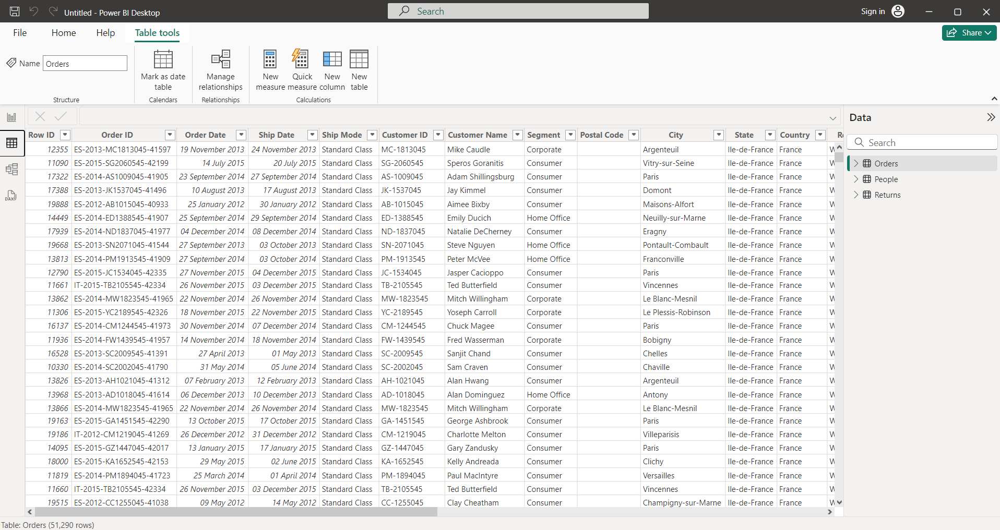 Untitled - Power BI Desktop
Search
Sign in
File Home Help Table tools
Share
Name Orders
Mark as date table
Manage relationships
New measure
Quick measure
New column
New table
Structure Calendars Relationships Calculations
Data
Search
Orders
People
Returns
Row ID Order ID Order Date Ship Date Ship Mode Customer ID Customer Name Segment Postal Code City State Country
12355 ES-2013-MC1813045-41597 19 November 2013 24 November 2013 Standard Class MC-1813045 Mike Caudle Corporate Argenteuil Ile-de-France France
11090 ES-2015-SG2060545-42199 14 July 2015 20 July 2015 Standard Class SG-2060545 Speros Goranitis Consumer Vitry-sur-Seine Ile-de-France France
17322 ES-2014-AS1009045-41905 23 September 2014 27 September 2014 Standard Class AS-1009045 Adam Shillingsburg Consumer Paris Ile-de-France France
17388 ES-2013-JK1537045-41496 10 August 2013 17 August 2013 Standard Class JK-1537045 Jay Kimmel Consumer Domont Ile-de-France France
19888 ES-2012-AB1015045-40933 25 January 2012 30 January 2012 Standard Class AB-1015045 Aimee Bixby Consumer Maisons-Alfort Ile-de-France France
14449 ES-2014-ED1388545-41907 25 September 2014 29 September 2014 Standard Class ED-1388545 Emily Ducich Home Office Neuilly-sur-Marne Ile-de-France France
17939 ES-2014-ND1837045-41977 04 December 2014 08 December 2014 Standard Class ND-1837045 Natalie DeCherney Consumer Eragny Ile-de-France France
19668 ES-2013-SN2071045-41544 27 September 2013 03 October 2013 Standard Class SN-2071045 Steve Nguyen Home Office Pontault-Combault Ile-de-France France
13813 ES-2014-PM1913545-41909 27 September 2014 03 October 2014 Standard Class PM-1913545 Peter McVee Home Office Franconville Ile-de-France France
12790 ES-2015-JC1534045-42335 27 November 2015 04 December 2015 Standard Class JC-1534045 Jasper Cacioppo Consumer Paris Ile-de-France France
11661 IT-2015-TB2105545-42334 26 November 2015 03 December 2015 Standard Class TB-2105545 Ted Butterfield Consumer Vincennes Ile-de-France France
13862 ES-2014-MW1823545-41965 22 November 2014 26 November 2014 Standard Class MW-1823545 Mitch Willingham Corporate Le Blanc-Mesnil Ile-de-France France
11306 ES-2015-YC2189545-42326 18 November 2015 22 November 2015 Standard Class YC-2189545 Yoseph Carroll Corporate Le Plessis-Robinson Ile-de-France France
16137 ES-2014-CM1244545-41973 30 November 2014 07 December 2014 Standard Class CM-1244545 Chuck Magee Consumer Paris Ile-de-France France
11936 ES-2014-FW1439545-41957 14 November 2014 18 November 2014 Standard Class FW-1439545 Fred Wasserman Corporate Bobigny Ile-de-France France
16528 ES-2013-SC2009545-41391 27 April 2013 01 May 2013 Standard Class SC-2009545 Sanjit Chand Consumer Chelles Ile-de-France France
10330 ES-2014-SC2002045-41790 31 May 2014 05 June 2014 Standard Class SC-2002045 Sam Craven Consumer Chaville Ile-de-France France
13826 ES-2013-AH1021045-41312 07 February 2013 12 February 2013 Standard Class AH-1021045 Alan Hwang Consumer Argenteuil Ile-de-France France
13968 ES-2013-AD1018045-41614 06 December 2013 10 December 2013 Standard Class AD-1018045 Alan Dominguez Home Office Antony Ile-de-France France
13866 ES-2014-MW1823545-41965 22 November 2014 26 November 2014 Standard Class MW-1823545 Mitch Willingham Corporate Le Blanc-Mesnil Ile-de-France France
19163 ES-2015-GA1451545-42290 13 October 2015 17 October 2015 Standard Class GA-1451545 George Ashbrook Consumer Paris Ile-de-France France
19186 IT-2012-CM1219045-41269 26 December 2012 31 December 2012 Standard Class CM-1219045 Charlotte Melton Consumer Villeparisis Ile-de-France France
14095 ES-2015-GZ1447045-42017 13 January 2015 17 January 2015 Standard Class GZ-1447045 Gary Zandusky Consumer Paris Ile-de-France France
18000 ES-2015-KA1652545-42153 29 May 2015 02 June 2015 Standard Class KA-1652545 Kelly Andreada Consumer Clichy Ile-de-France France
11819 ES-2014-PM1894045-41723 25 March 2014 01 April 2014 Standard Class PM-1894045 Paul MacIntyre Consumer Versailles Ile-de-France France
11660 IT-2015-TB2105545-42334 26 November 2015 03 December 2015 Standard Class TB-2105545 Ted Butterfield Consumer Vincennes Ile-de-France France
19515 ES-2012-CC1255045-41038 09 May 2012 14 May 2012 Standard Class CC-1255045 Clay Cheatham Consumer Champigny-sur-Marne Ile-de-France France
DAX
Table: Orders (51,290 rows)